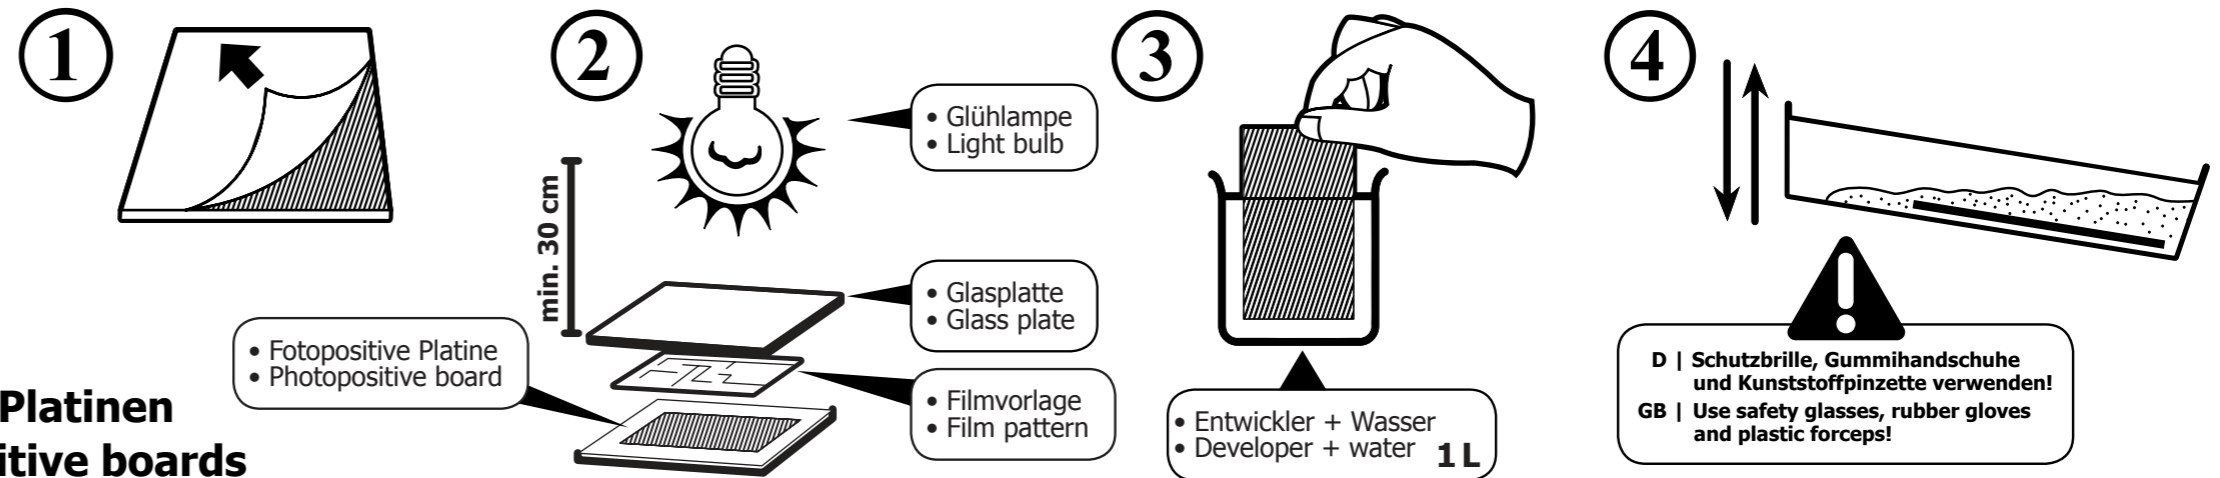 1
2
3
4
• Glühlampe
• Light bulb
min. 30 cm
• Glasplatte
• Glass plate
• Fotopositive Platine
• Photopositive board
• Filmvorlage
• Film pattern
• Entwickler + Wasser
• Developer + water 1 L
D | Schutzbrille, Gummihandschuhe
und Kunststoffpinzette verwenden!
GB | Use safety glasses, rubber gloves
and plastic forceps!
Platinen
itive boards